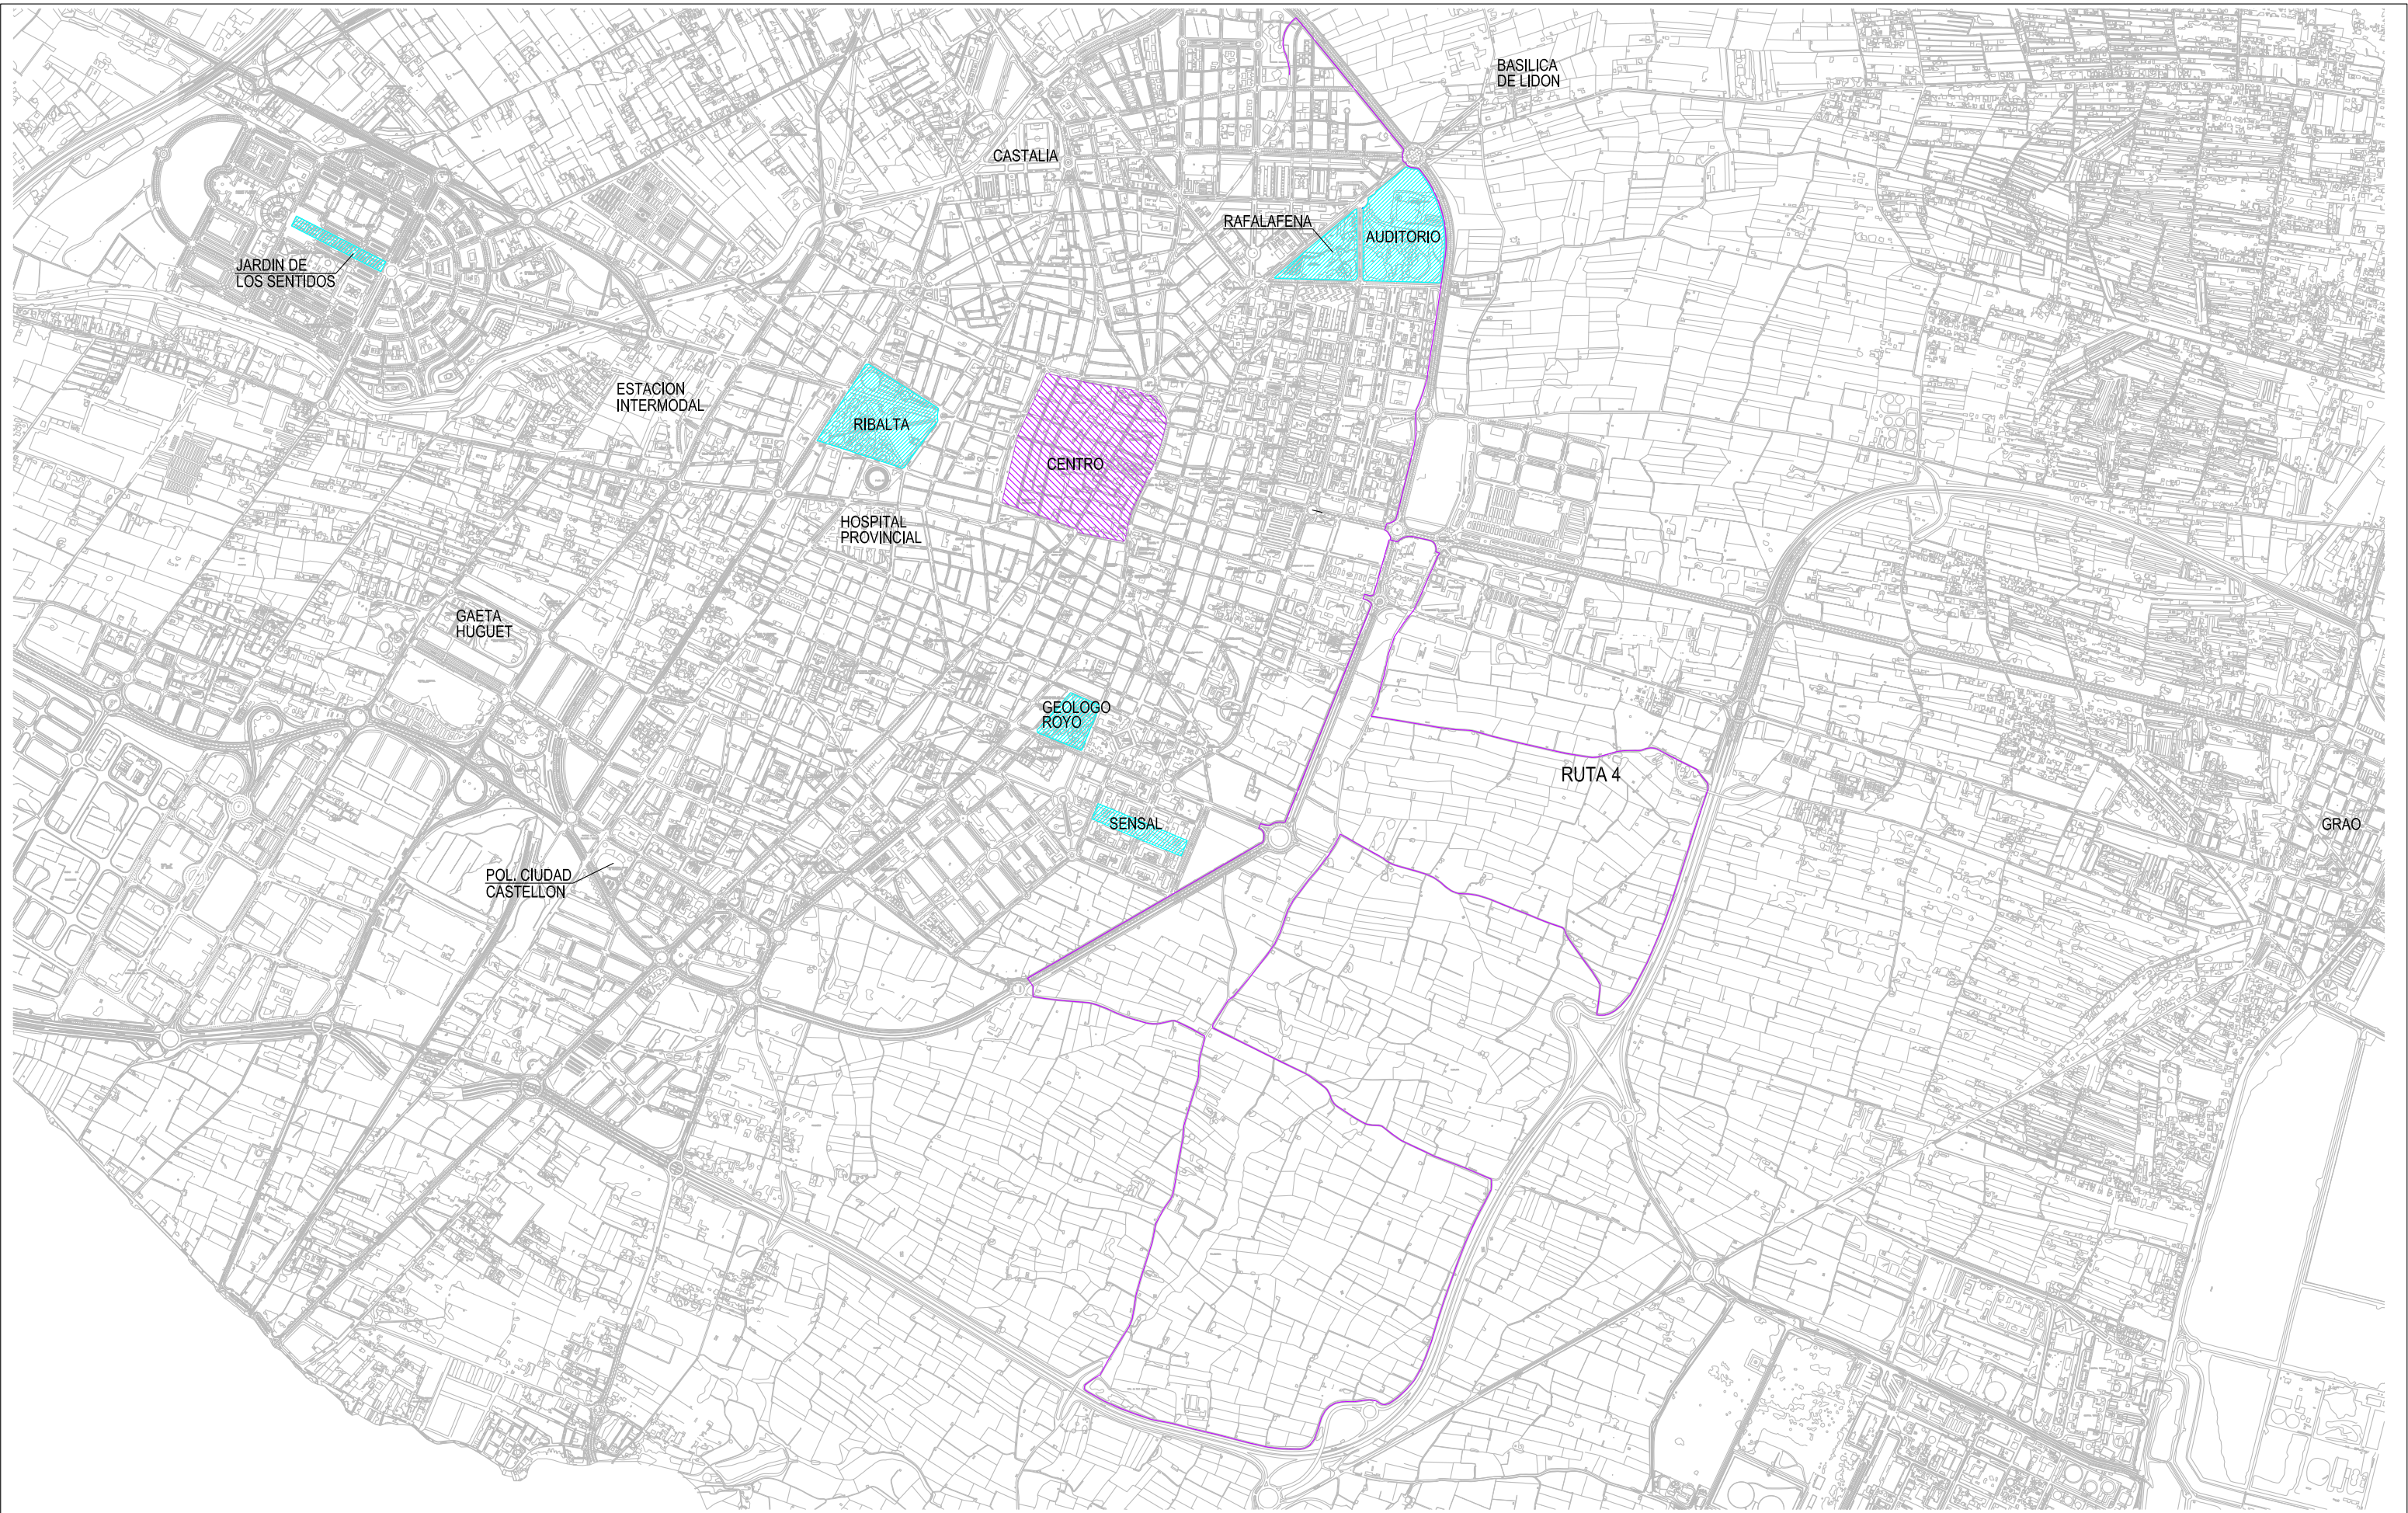 BASILICA
DE LIDON
CASTALIA
RAFALAFENA
AUDITORIO
JARDIN DE
LOS SENTIDOS
ESTACION
INTERMODAL
RIBALTA
CENTRO
HOSPITAL
PROVINCIAL
GAETA
HUGUET
GEOLOGO
ROYO
RUTA 4
SENSAL
GRAO
POL. CIUDAD
CASTELLON